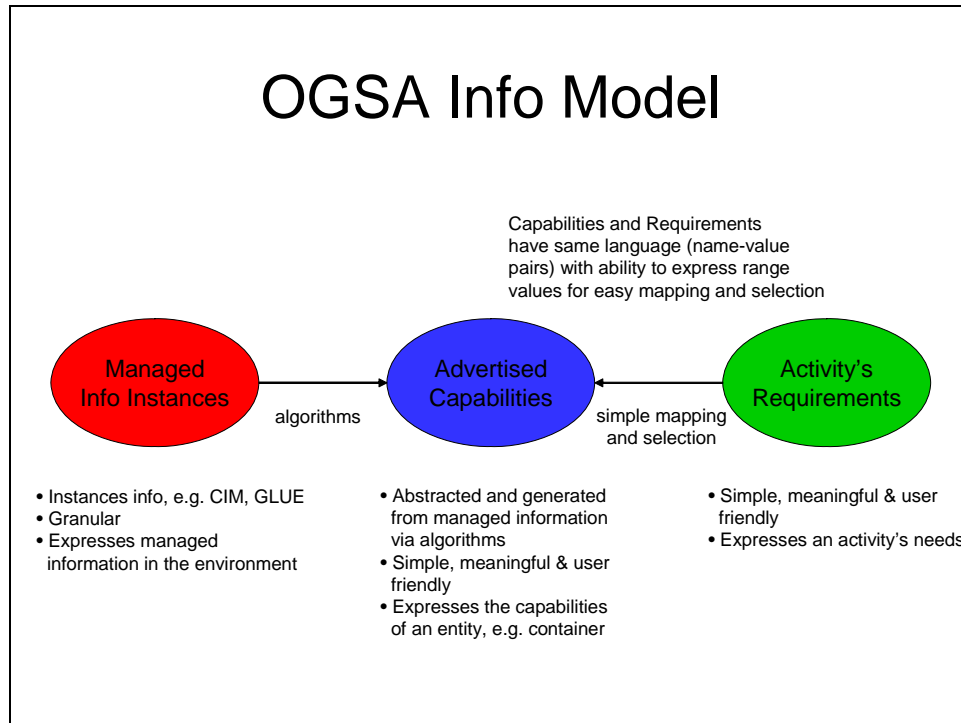 OGSA Info Model
Capabilities and Requirements
have same language (name-value
pairs) with ability to express range
values for easy mapping and selection
Managed
Info Instances
algorithms
Advertised
Capabilities
simple mapping
and selection
Activity's
Requirements
• Instances info, e.g. CIM, GLUE
• Granular
• Expresses managed
information in the environment
• Abstracted and generated
from managed information
via algorithms
• Simple, meaningful & user
friendly
• Expresses the capabilities
of an entity, e.g. container
• Simple, meaningful & user
friendly
• Expresses an activity's needs